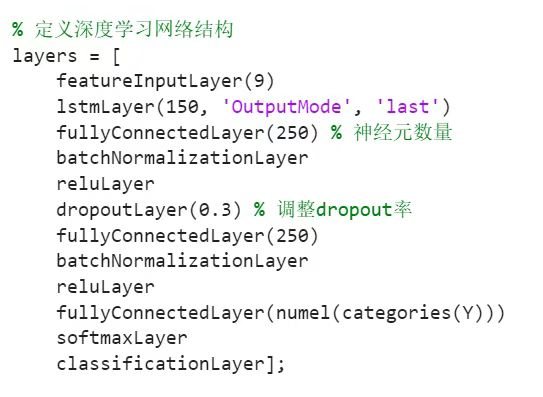 % 定义深度学习网络结构
layers = [
    featureInputLayer(9)
    lstmLayer(150, 'OutputMode', 'last')
    fullyConnectedLayer(250) % 神经元数量
    batchNormalizationLayer
    reluLayer
    dropoutLayer(0.3) % 调整dropout率
    fullyConnectedLayer(250)
    batchNormalizationLayer
    reluLayer
    fullyConnectedLayer(numel(categories(Y)))
    softmaxLayer
    classificationLayer];